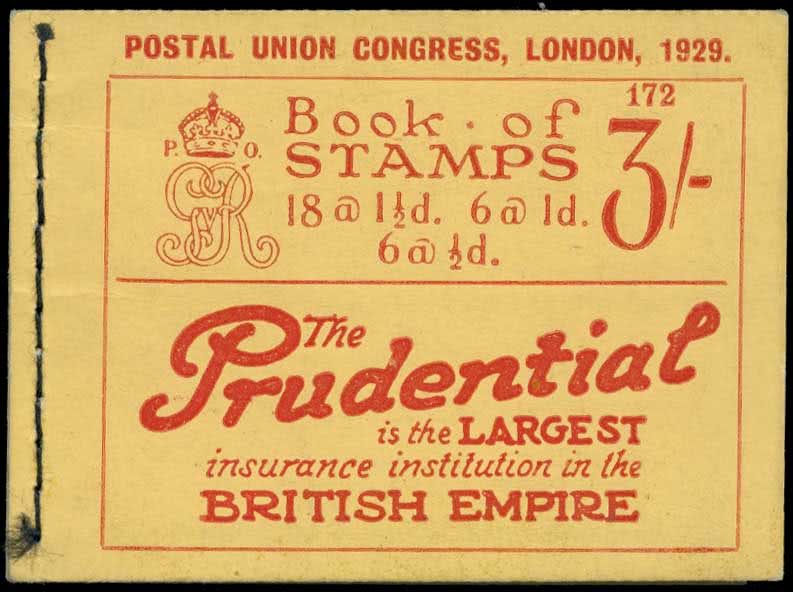 POSTAL UNION CONGRESS, LONDON, 1929.
172
P. O.
GVR
Book · of
STAMPS
3/-
18 @ 1½d. 6 @ 1d.
6 @ ½d.
The
Prudential
is the LARGEST
insurance institution in the
BRITISH EMPIRE